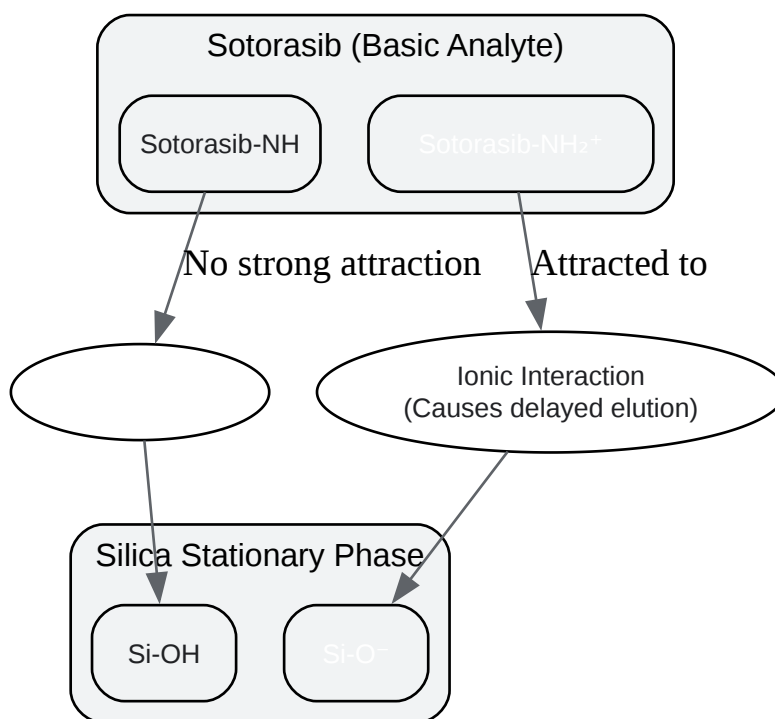 Sotorasib (Basic Analyte)
Sotorasib-NH
Sotorasib-NH₂⁺
No strong attraction
Attracted to
Ionic Interaction
(Causes delayed elution)
Silica Stationary Phase
Si-OH
Si-O⁻